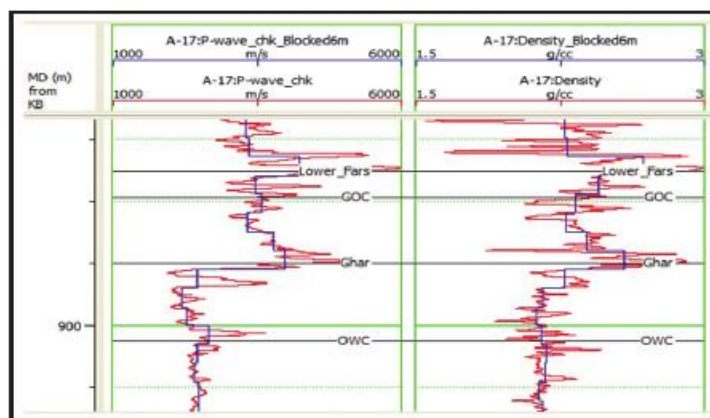 A-17:P-wave_chk_Blocked6m
1000 m/s 6000
A-17:P-wave_chk
1000 m/s 6000
A-17:Density_Blocked6m
1.5 g/cc 3
A-17:Density
1.5 g/cc 3
MD (m)
from
KB
Lower_Fars Lower_Fars
GOC GOC
Ghar Ghar
900
OWC OWC